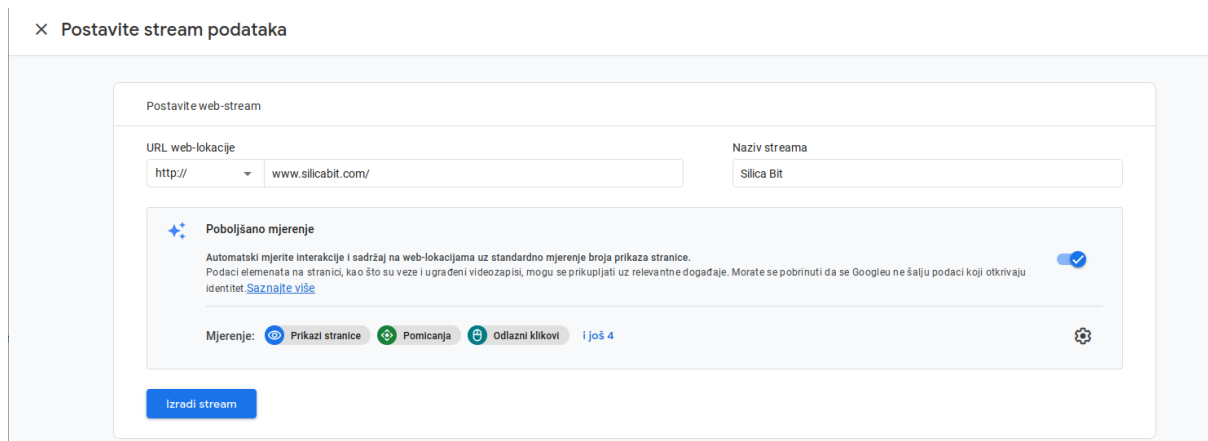 Postavite stream podataka
Postavite web-stream
URL web-lokacije
Naziv streama
http://
www.silicabit.com/
Silica Bit
Poboljšano mjerenje
Automatski mjerite interakcije i sadržaj na web-lokacijama uz standardno mjerenje broja prikaza stranice.
Podaci elemenata na stranici, kao što su veze i ugrađeni videozapisi, mogu se prikupljati uz relevantne događaje. Morate se pobrinuti da se Googleu ne šalju podaci koji otkrivaju
identitet.Saznajte više
Mjerenje: Prikazi stranice Pomicanja Odlazni klikovi i još 4
Izradi stream